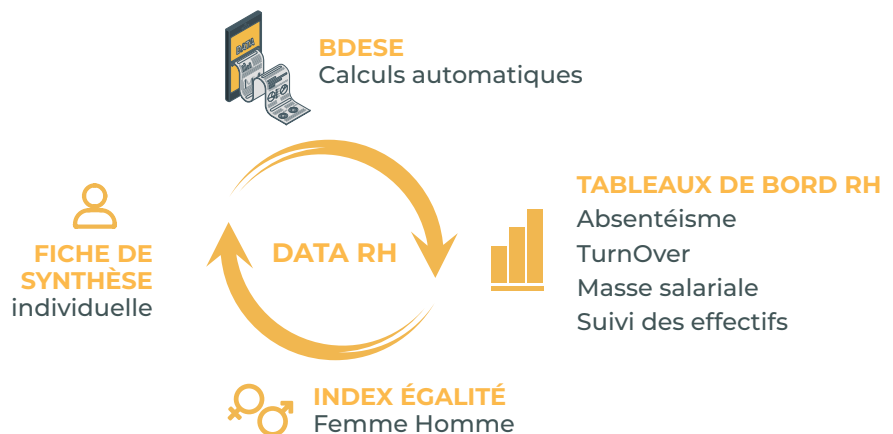 DATA
BDESE
Calculs automatiques
TABLEAUX DE BORD RH
Absentéisme
TurnOver
Masse salariale
Suivi des effectifs
DATA RH
FICHE DE
SYNTHÈSE
individuelle
INDEX ÉGALITÉ
Femme Homme